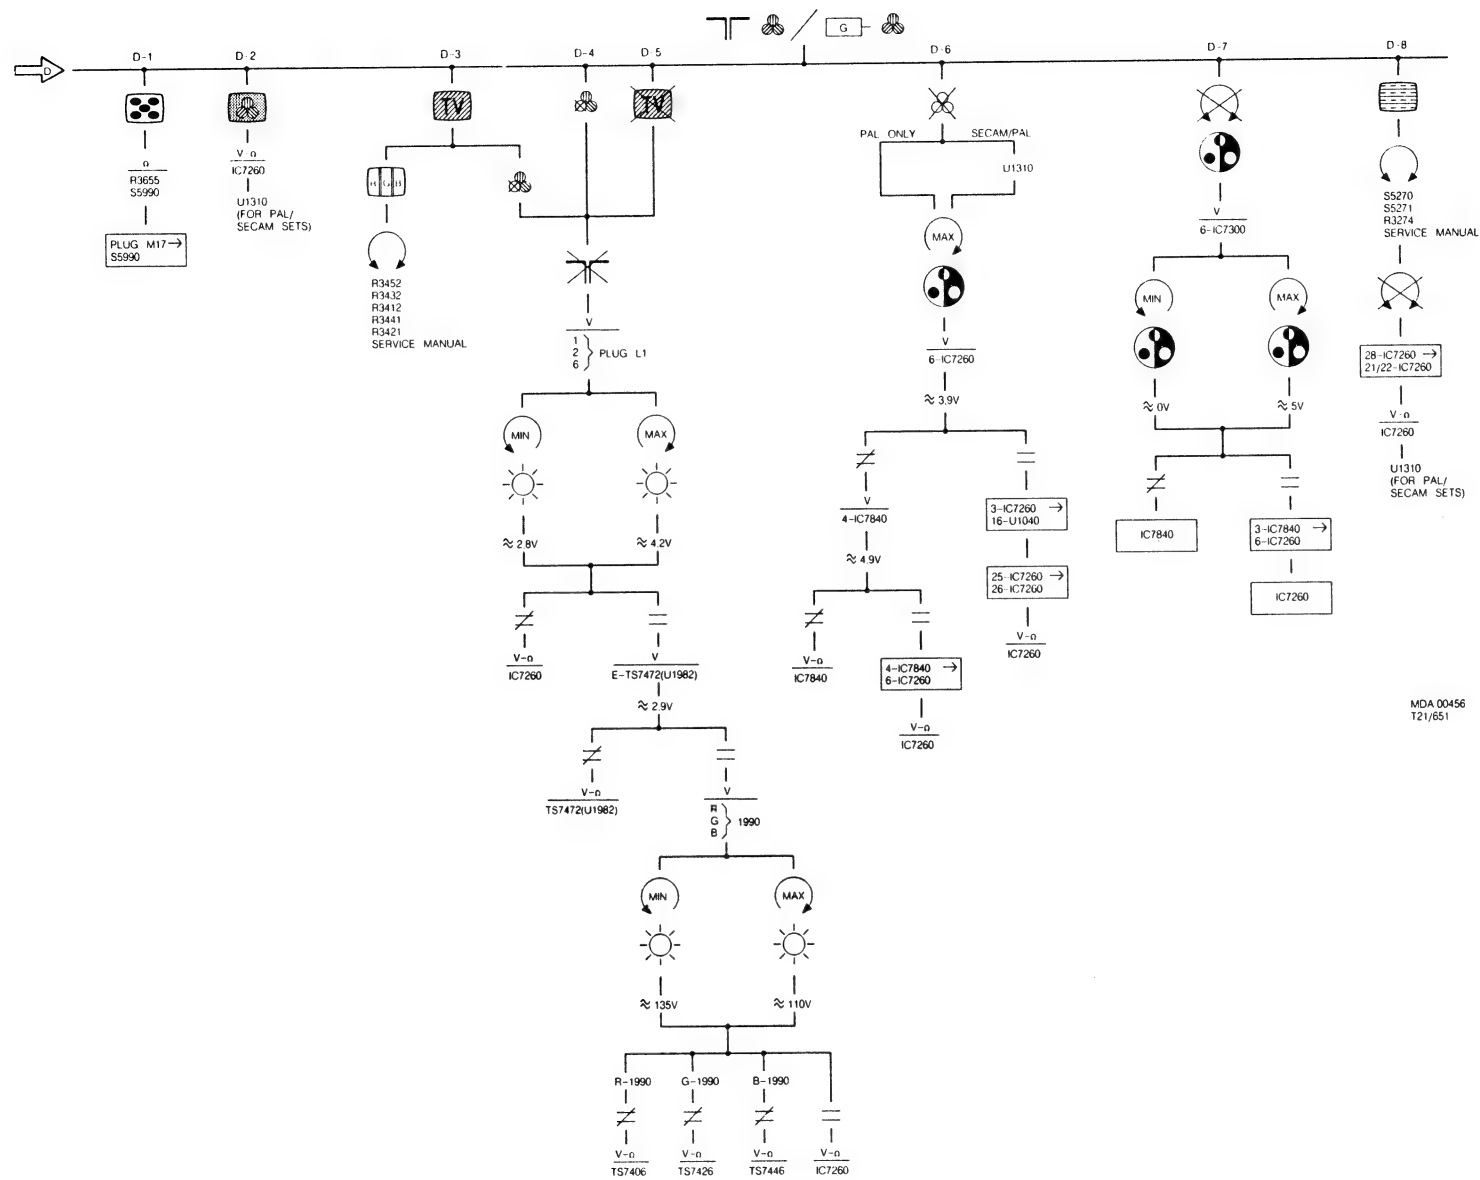 G
D
D-1
D-2
D-3
D-4
D-5
D-6
D-7
D-8
TV
TV
Ω
R3655
S5990
PLUG M17→
S5990
V-Ω
IC7260
U1310
(FOR PAL/
SECAM SETS)
R G B
R3452
R3432
R3412
R3441
R3421
SERVICE MANUAL
V
1
2
6
PLUG L1
MIN
MAX
≈ 2.8V
≈ 4.2V
V-Ω
IC7260
V
E-TS7472(U1982)
≈ 2.9V
V-Ω
TS7472(U1982)
V
R
G
B
1990
MIN
MAX
≈ 135V
≈ 110V
R-1990
G-1990
B-1990
V-Ω
TS7406
V-Ω
TS7426
V-Ω
TS7446
V-Ω
IC7260
PAL ONLY
SECAM/PAL
U1310
MAX
V
6-IC7260
≈ 3.9V
V
4-IC7840
≈ 4.9V
V-Ω
IC7840
4-IC7840 →
6-IC7260
V-Ω
IC7260
3-IC7260 →
16-U1040
25-IC7260 →
26-IC7260
V-Ω
IC7260
V
6-IC7300
MIN
MAX
≈ 0V
≈ 5V
IC7840
3-IC7840 →
6-IC7260
IC7260
S5270
S5271
R3274
SERVICE MANUAL
28-IC7260 →
21/22-IC7260
V-Ω
IC7260
U1310
(FOR PAL/
SECAM SETS)
MDA 00456
T21/651